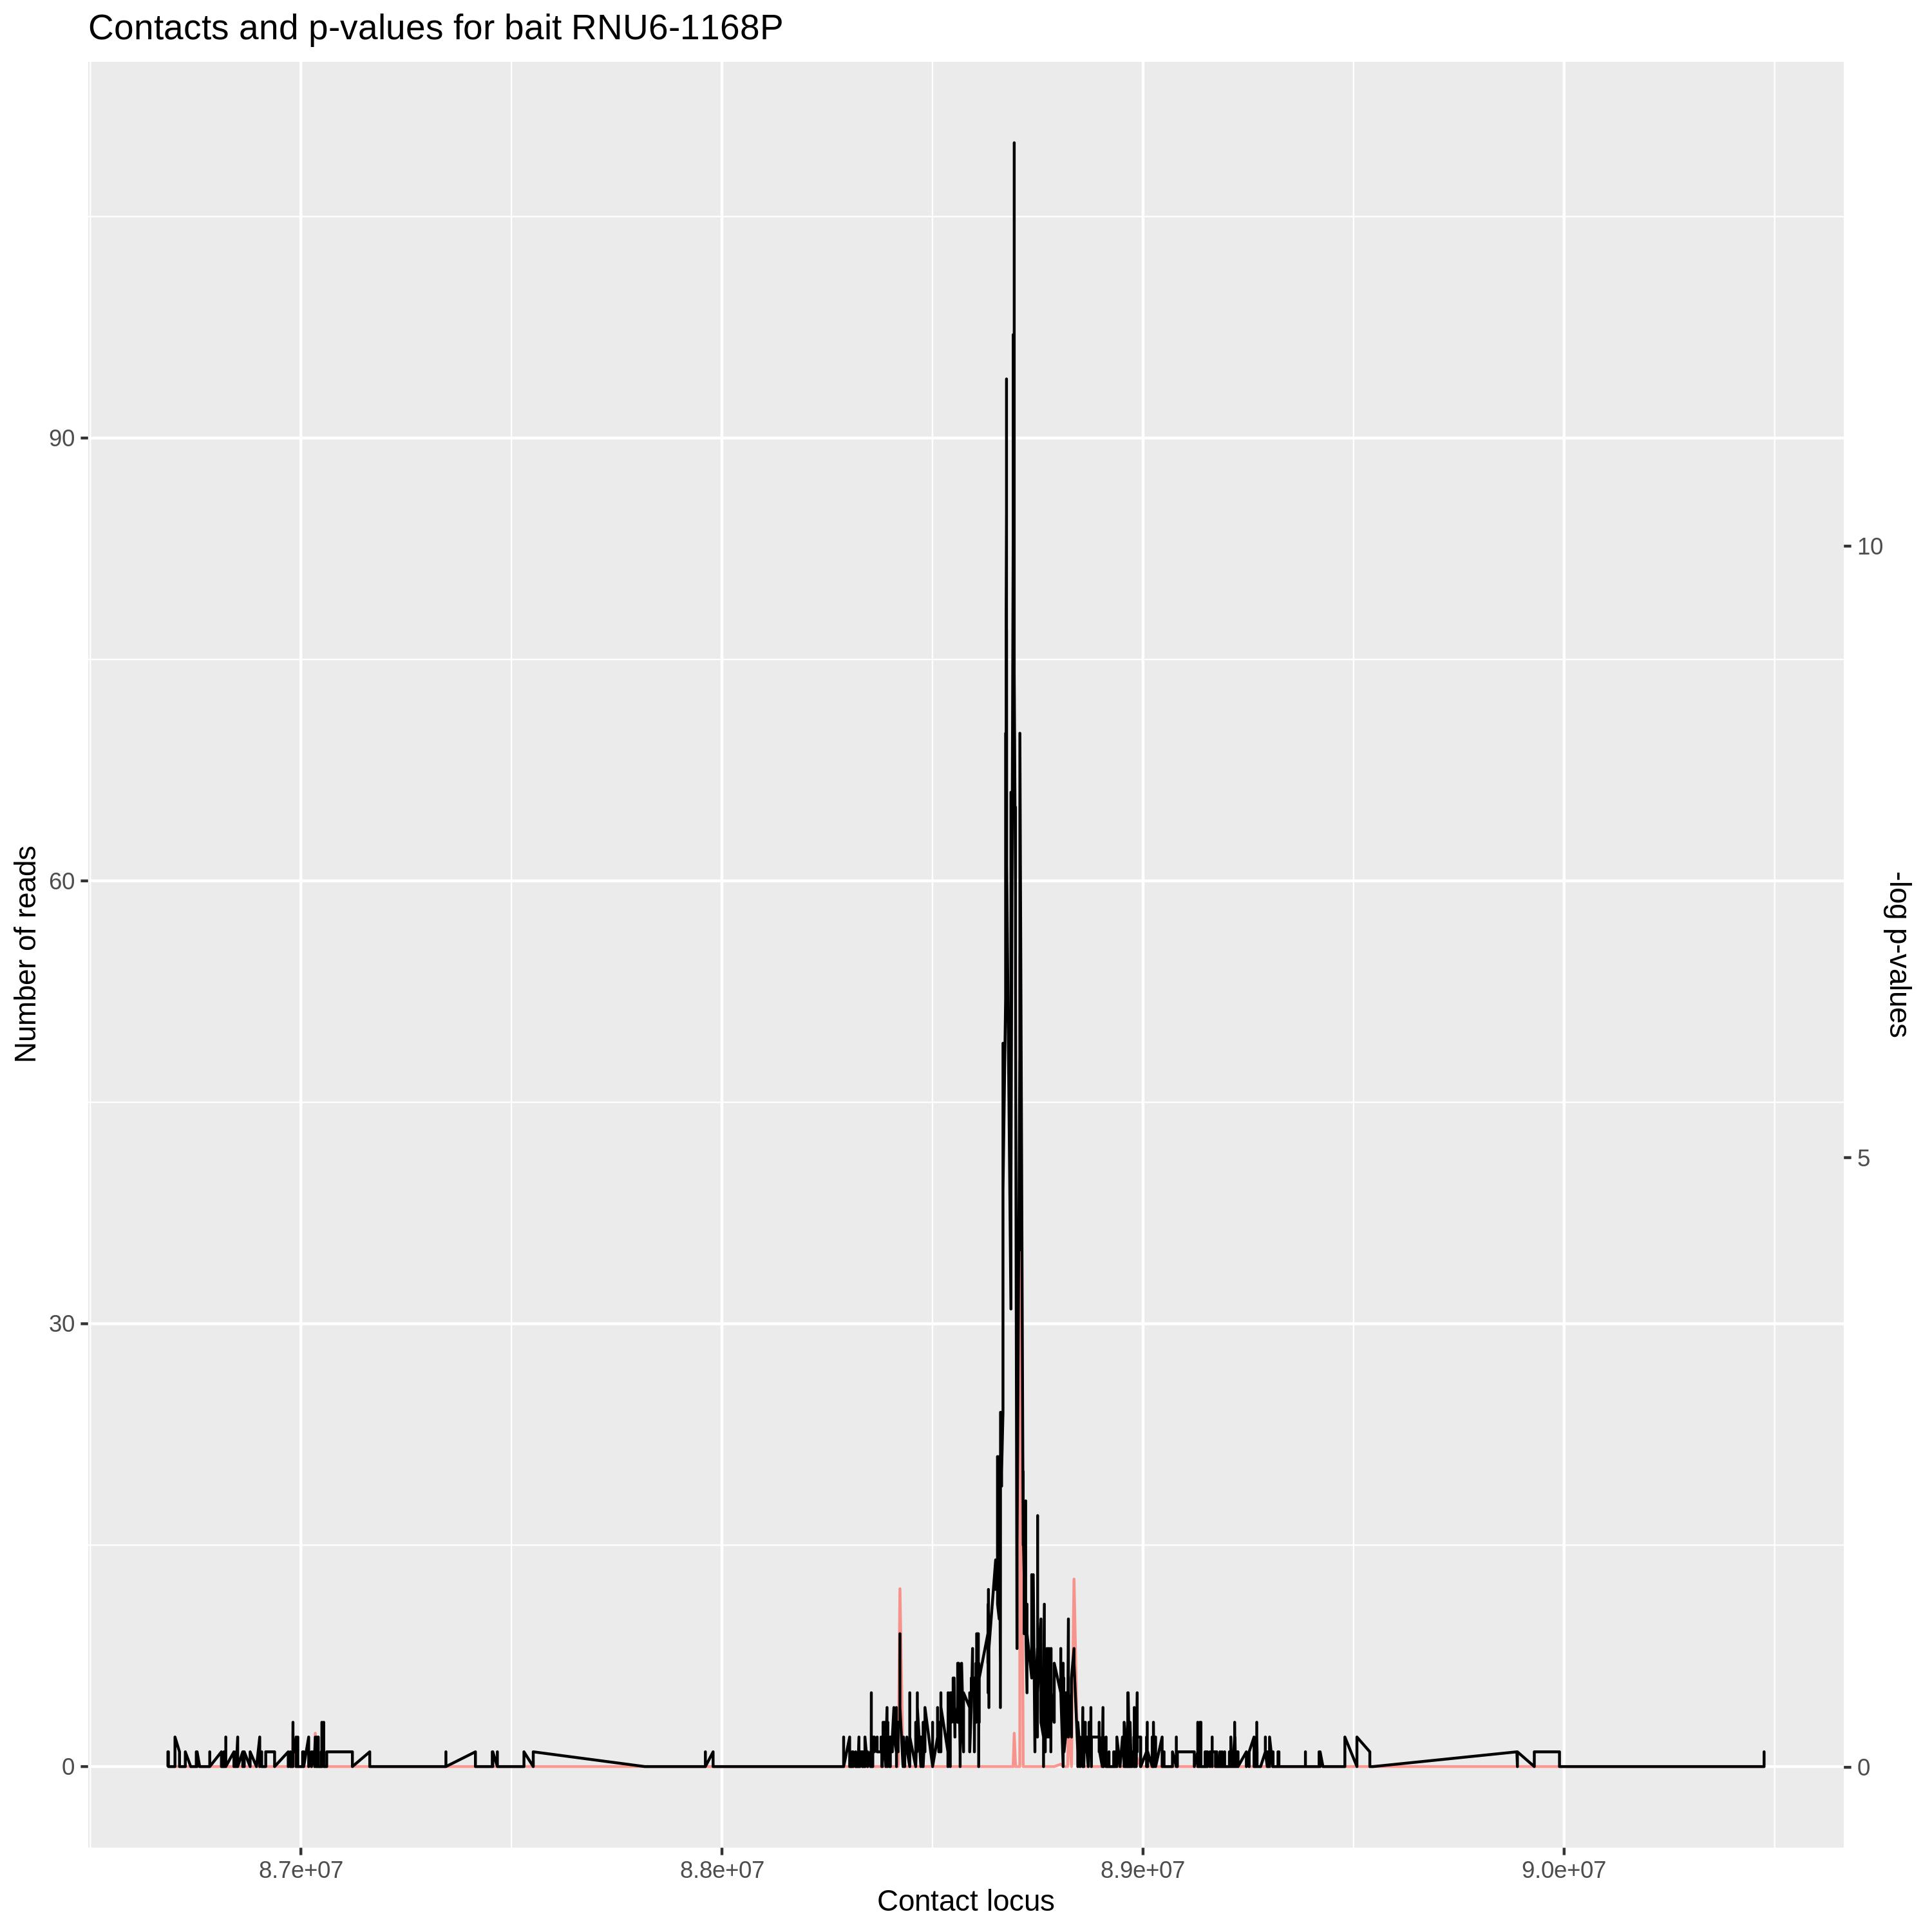 Contacts and p-values for bait RNU6-1168P
90
60
30
0
Number of reads
10
5
0
-log p-values
8.7e+07
8.8e+07
8.9e+07
9.0e+07
Contact locus